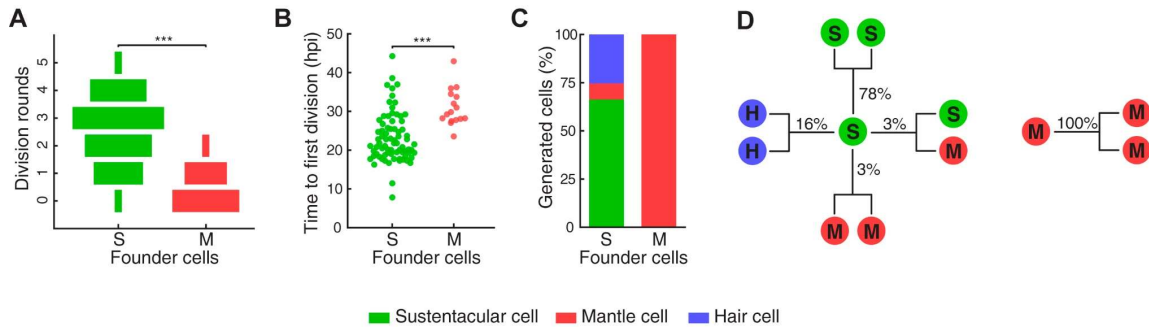 A
***
Division rounds
5
4
3
2
1
0
S
M
Founder cells
B
***
Time to first division (hpi)
50
40
30
20
10
0
S
M
Founder cells
C
Generated cells (%)
100
75
50
25
0
S
M
Founder cells
D
S S
78%
H
H
16%
S
3%
S
M
3%
M M
M
100%
M
M
Sustentacular cell
Mantle cell
Hair cell